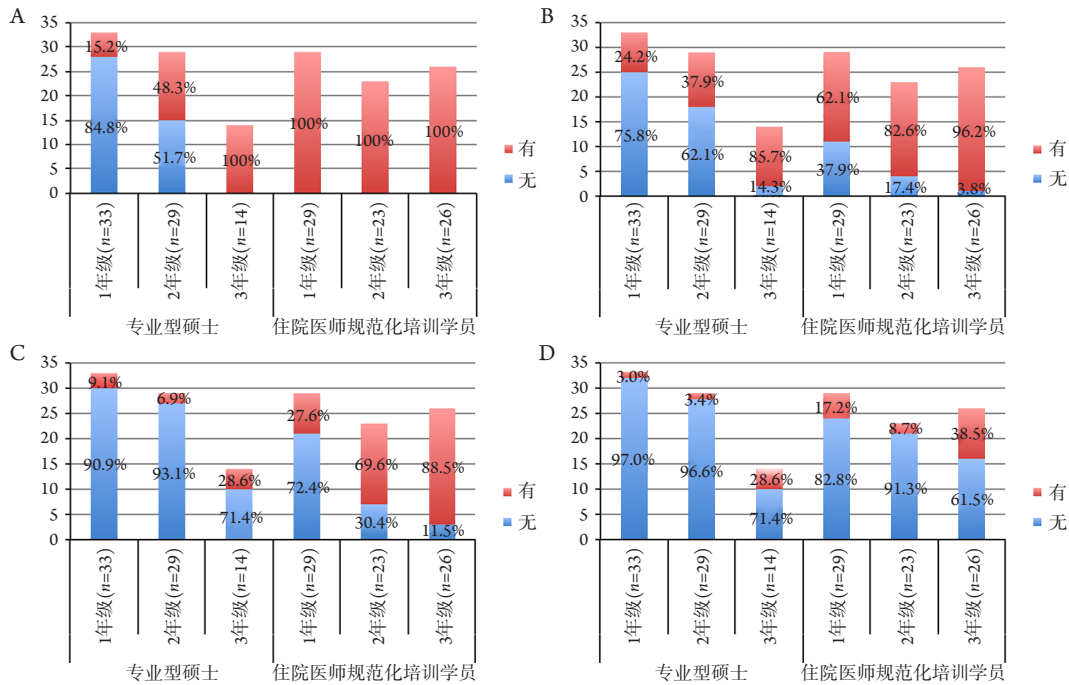 A
35
30
25
20
15
10
5
0
15.2%
84.8%
48.3%
51.7%
100%
100%
100%
100%
有
无
1年级(n=33)
2年级(n=29)
3年级(n=14)
1年级(n=29)
2年级(n=23)
3年级(n=26)
专业型硕士
住院医师规范化培训学员
B
35
30
25
20
15
10
5
0
24.2%
75.8%
37.9%
62.1%
85.7%
14.3%
62.1%
37.9%
82.6%
17.4%
96.2%
3.8%
有
无
1年级(n=33)
2年级(n=29)
3年级(n=14)
1年级(n=29)
2年级(n=23)
3年级(n=26)
专业型硕士
住院医师规范化培训学员
C
35
30
25
20
15
10
5
0
9.1%
90.9%
6.9%
93.1%
28.6%
71.4%
27.6%
72.4%
69.6%
30.4%
88.5%
11.5%
有
无
1年级(n=33)
2年级(n=29)
3年级(n=14)
1年级(n=29)
2年级(n=23)
3年级(n=26)
专业型硕士
住院医师规范化培训学员
D
35
30
25
20
15
10
5
0
3.0%
97.0%
3.4%
96.6%
28.6%
71.4%
17.2%
82.8%
8.7%
91.3%
38.5%
61.5%
有
无
1年级(n=33)
2年级(n=29)
3年级(n=14)
1年级(n=29)
2年级(n=23)
3年级(n=26)
专业型硕士
住院医师规范化培训学员